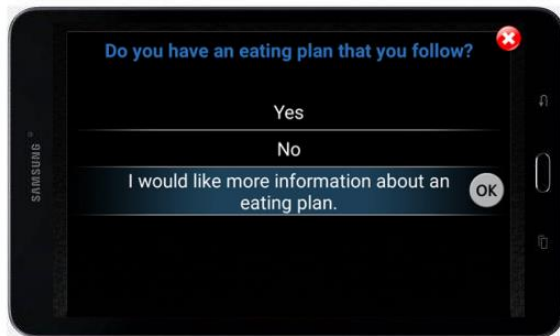 Do you have an eating plan that you follow?
Yes
No
I would like more information about an
eating plan.
OK
SAMSUNG